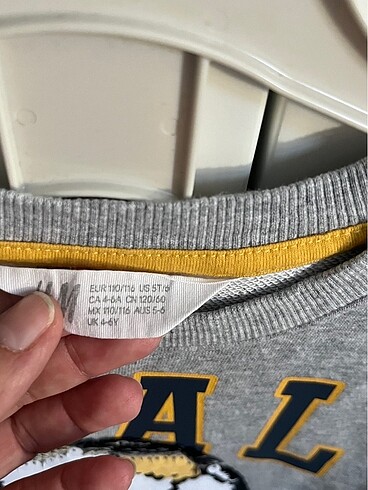 H&M
EUR 110/116 US 5T/6
CA 4-6A CN 120/60
MX 110/116 AUS 5-6
UK 4-6Y
AL